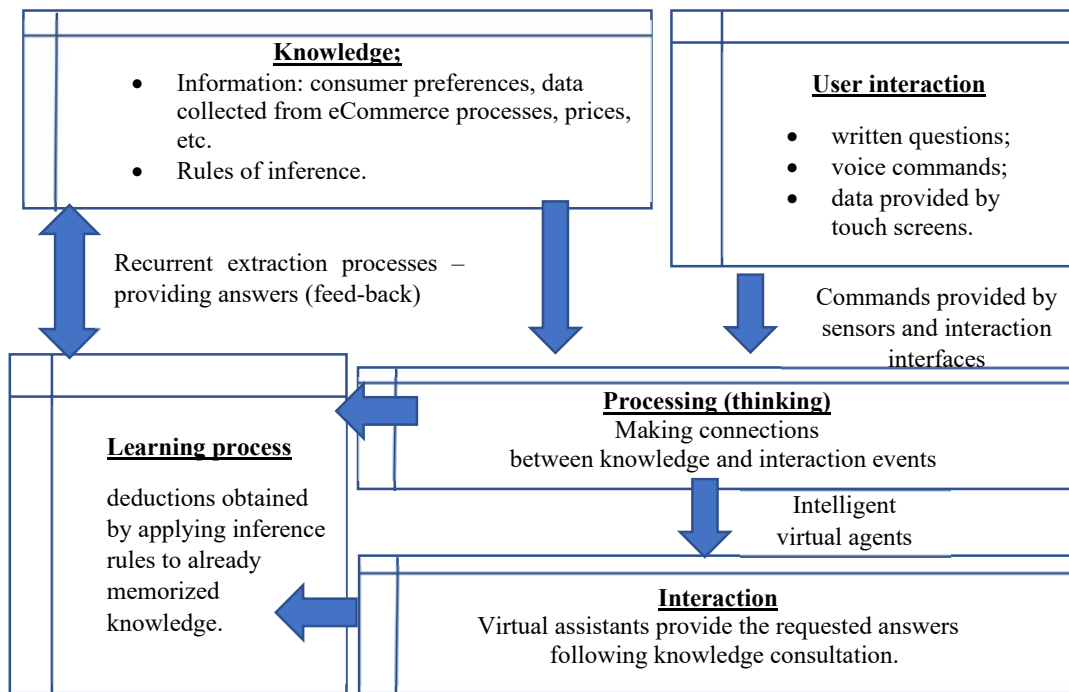 Knowledge;
• Information: consumer preferences, data
collected from eCommerce processes, prices,
etc.
• Rules of inference.
User interaction
• written questions;
• voice commands;
• data provided by
touch screens.
Recurrent extraction processes –
providing answers (feed-back)
Commands provided by
sensors and interaction
interfaces
Processing (thinking)
Making connections
between knowledge and interaction events
Learning process
deductions obtained
by applying inference
rules to already
memorized
knowledge.
Intelligent
virtual agents
Interaction
Virtual assistants provide the requested answers
following knowledge consultation.